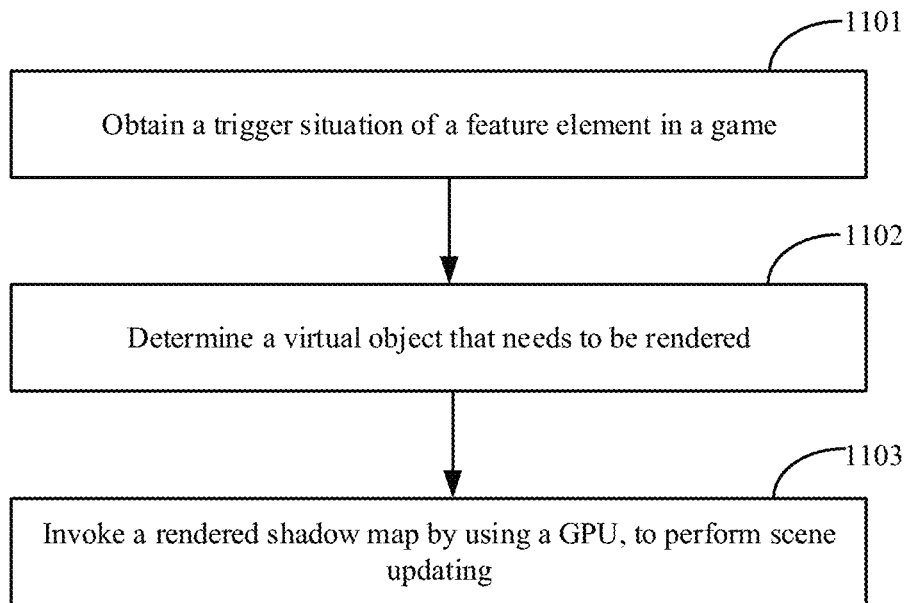 1101
Obtain a trigger situation of a feature element in a game
1102
Determine a virtual object that needs to be rendered
1103
Invoke a rendered shadow map by using a GPU, to perform scene
updating